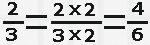 2/3 = 2×2/3×2 = 4/6